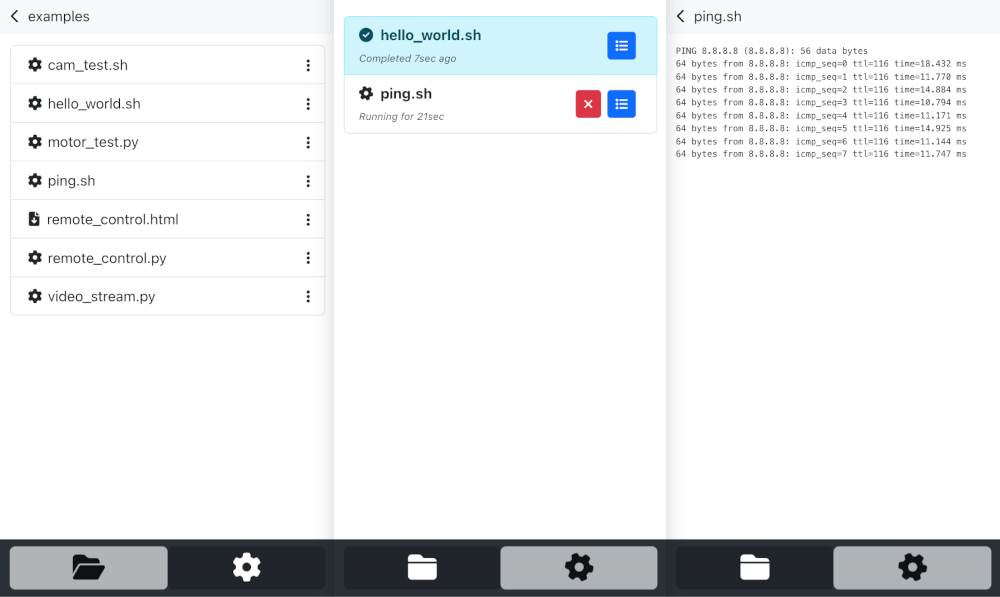 examples
cam_test.sh
hello_world.sh
motor_test.py
ping.sh
remote_control.html
remote_control.py
video_stream.py
hello_world.sh
Completed 7sec ago
ping.sh
Running for 21sec
ping.sh
PING 8.8.8.8 (8.8.8.8): 56 data bytes
64 bytes from 8.8.8.8: icmp_seq=0 ttl=116 time=18.432 ms
64 bytes from 8.8.8.8: icmp_seq=1 ttl=116 time=11.770 ms
64 bytes from 8.8.8.8: icmp_seq=2 ttl=116 time=14.884 ms
64 bytes from 8.8.8.8: icmp_seq=3 ttl=116 time=10.794 ms
64 bytes from 8.8.8.8: icmp_seq=4 ttl=116 time=11.171 ms
64 bytes from 8.8.8.8: icmp_seq=5 ttl=116 time=14.925 ms
64 bytes from 8.8.8.8: icmp_seq=6 ttl=116 time=11.144 ms
64 bytes from 8.8.8.8: icmp_seq=7 ttl=116 time=11.747 ms